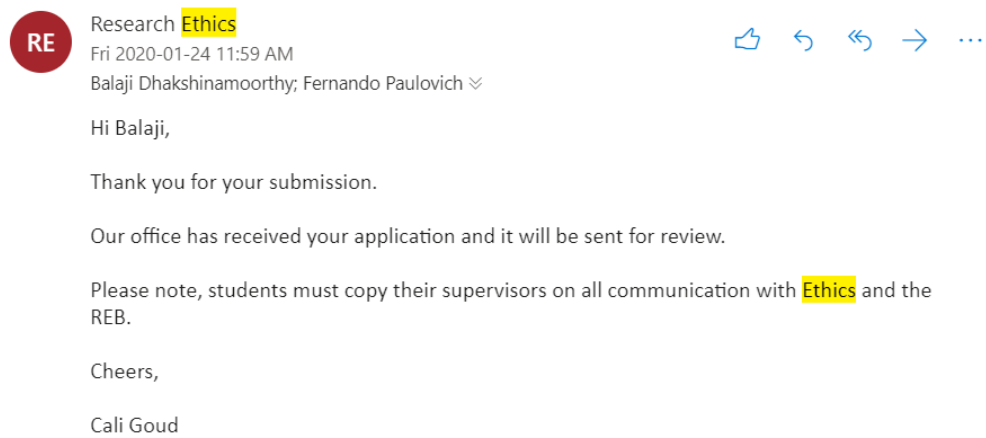 RE
Research Ethics
Fri 2020-01-24 11:59 AM
Balaji Dhakshinamoorthy; Fernando Paulovich
Hi Balaji,
Thank you for your submission.
Our office has received your application and it will be sent for review.
Please note, students must copy their supervisors on all communication with Ethics and the
REB.
Cheers,
Cali Goud